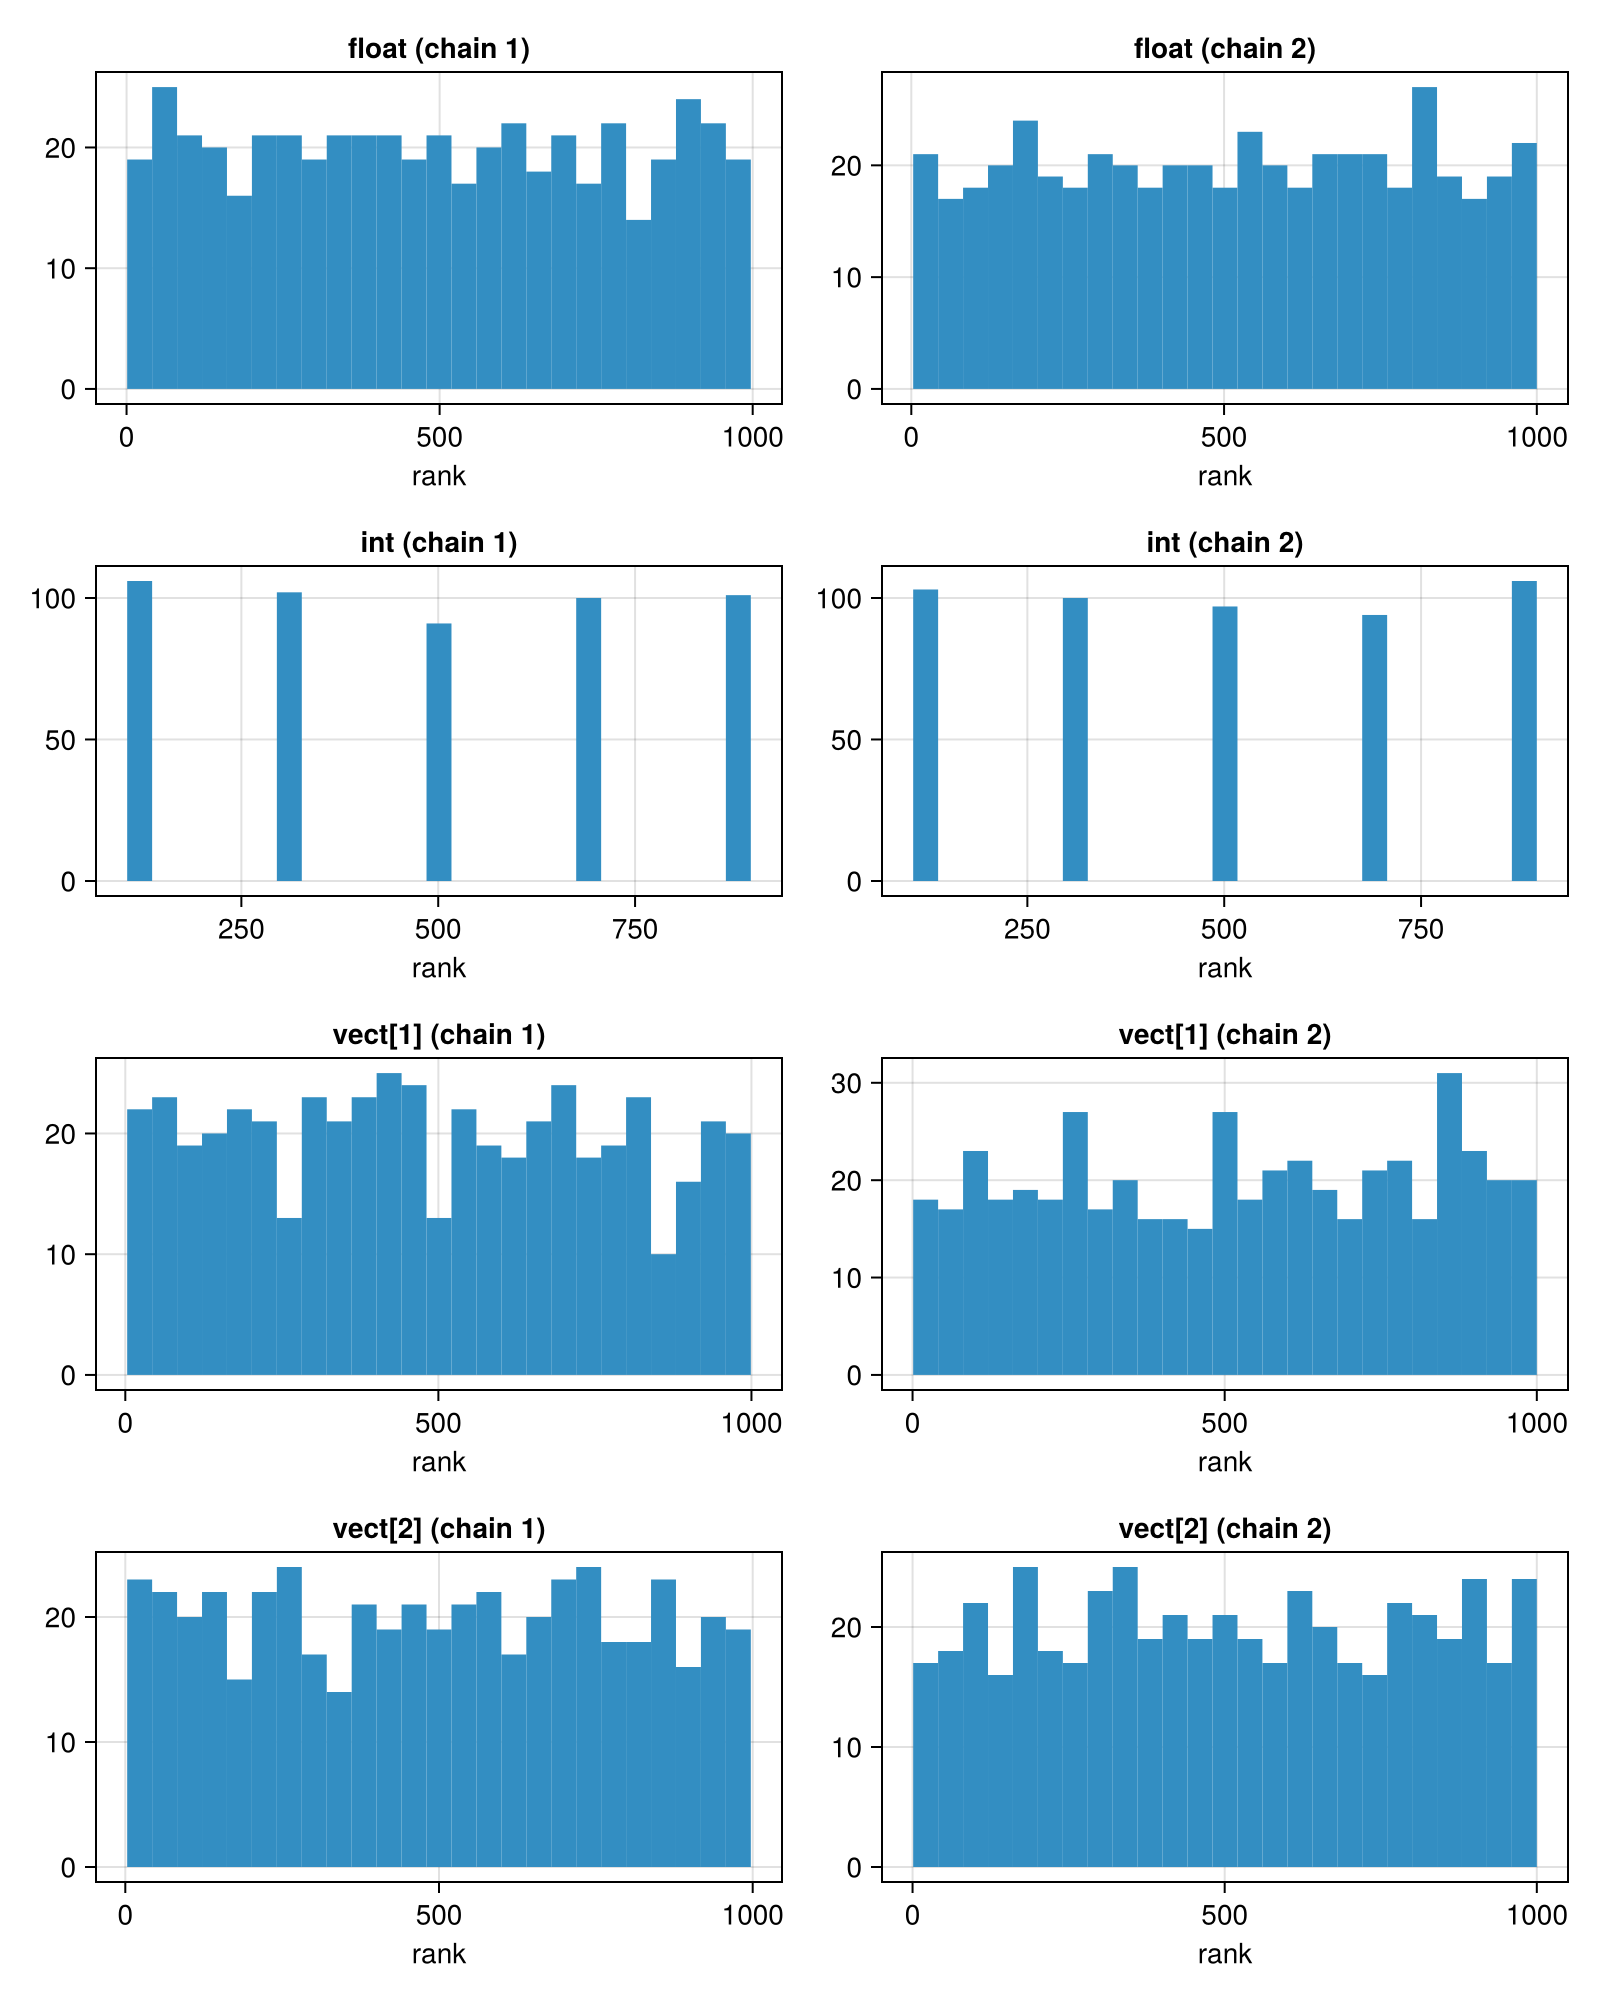 float (chain 1)
20
10
0
0 500 1000
rank
float (chain 2)
20
10
0
0 500 1000
rank
int (chain 1)
100
50
0
250 500 750
rank
int (chain 2)
100
50
0
250 500 750
rank
vect[1] (chain 1)
20
10
0
0 500 1000
rank
vect[1] (chain 2)
30
20
10
0
0 500 1000
rank
vect[2] (chain 1)
20
10
0
0 500 1000
rank
vect[2] (chain 2)
20
10
0
0 500 1000
rank